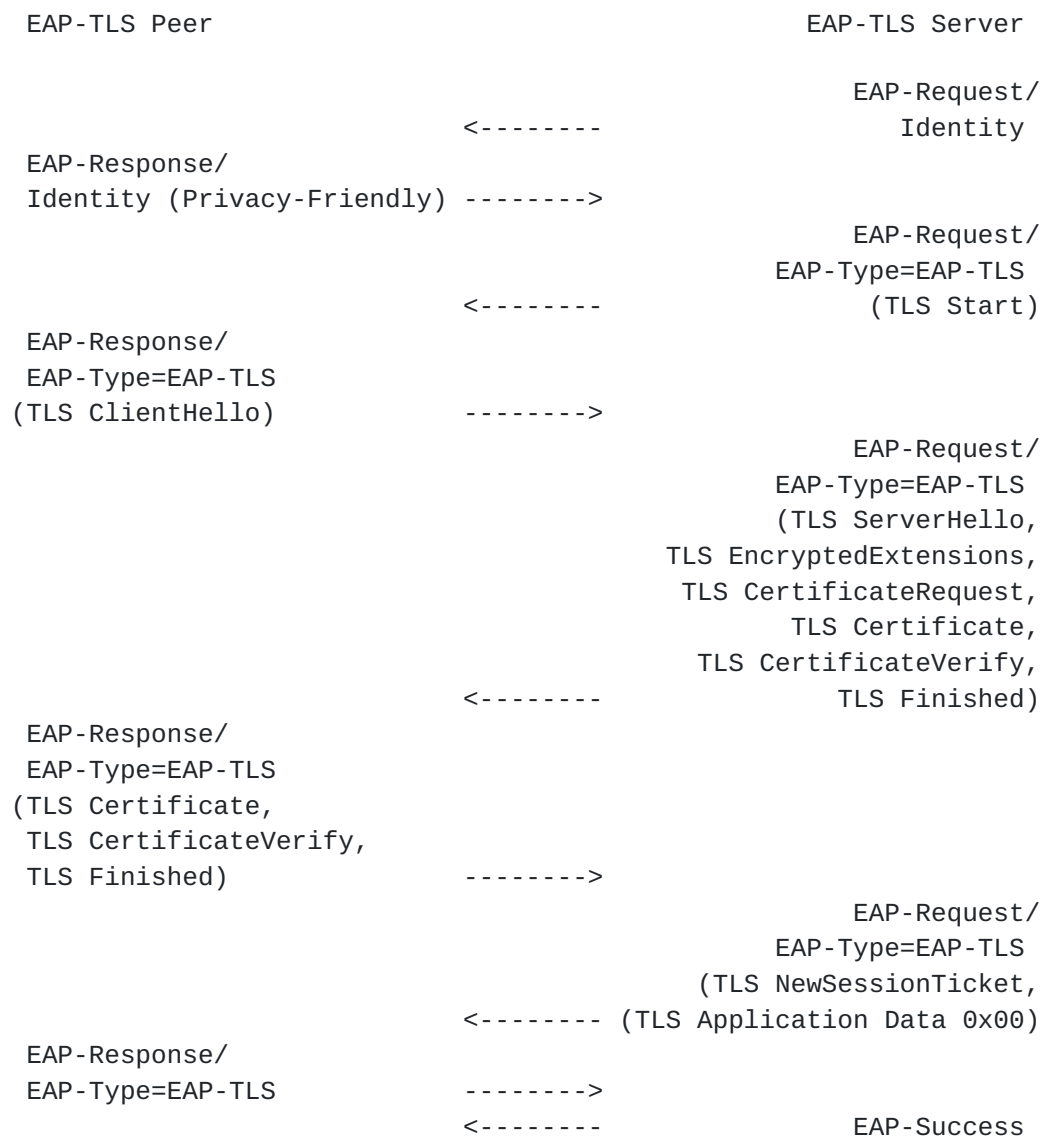 EAP-TLS Peer                                      EAP-TLS Server
EAP-Request/
<--------                   Identity
EAP-Response/
Identity (Privacy-Friendly) -------->
EAP-Request/
EAP-Type=EAP-TLS
<--------                 (TLS Start)
EAP-Response/
EAP-Type=EAP-TLS
(TLS ClientHello)            -------->
EAP-Request/
EAP-Type=EAP-TLS
(TLS ServerHello,
TLS EncryptedExtensions,
TLS CertificateRequest,
TLS Certificate,
TLS CertificateVerify,
<--------               TLS Finished)
EAP-Response/
EAP-Type=EAP-TLS
(TLS Certificate,
TLS CertificateVerify,
TLS Finished)               -------->
EAP-Request/
EAP-Type=EAP-TLS
(TLS NewSessionTicket,
<-------- (TLS Application Data 0x00)
EAP-Response/
EAP-Type=EAP-TLS            -------->
<--------                EAP-Success